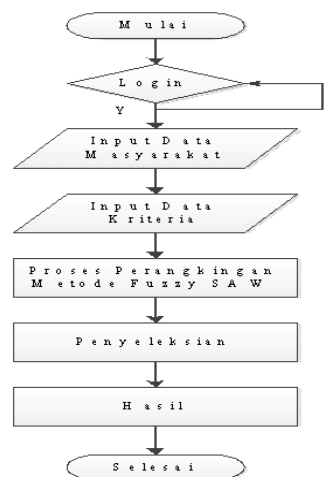 Mulai
Login
Y
Input Data
Masyarakat
Input Data
Kriteria
Proses Perangkingan
Metode Fuzzy SAW
Penyeleksian
Hasil
Selesai